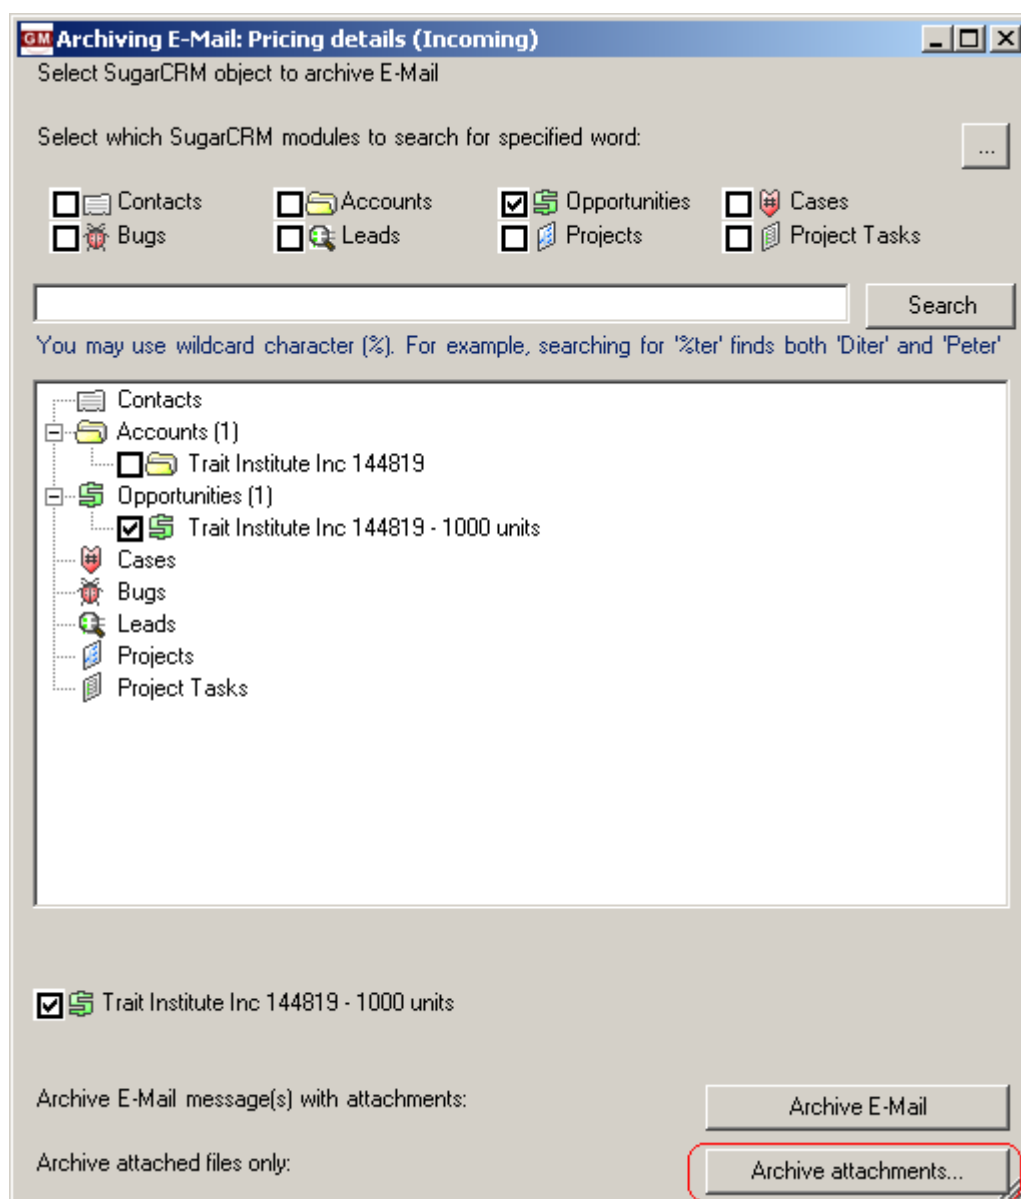 GM Archiving E-Mail: Pricing details (Incoming)
Select SugarCRM object to archive E-Mail
Select which SugarCRM modules to search for specified word:
...
Contacts Accounts Opportunities Cases
Bugs Leads Projects Project Tasks
Search
You may use wildcard character (%). For example, searching for '%ter' finds both 'Diter' and 'Peter'
Contacts
Accounts (1)
Trait Institute Inc 144819
Opportunities (1)
Trait Institute Inc 144819 - 1000 units
Cases
Bugs
Leads
Projects
Project Tasks
Trait Institute Inc 144819 - 1000 units
Archive E-Mail message(s) with attachments: Archive E-Mail
Archive attached files only: Archive attachments...